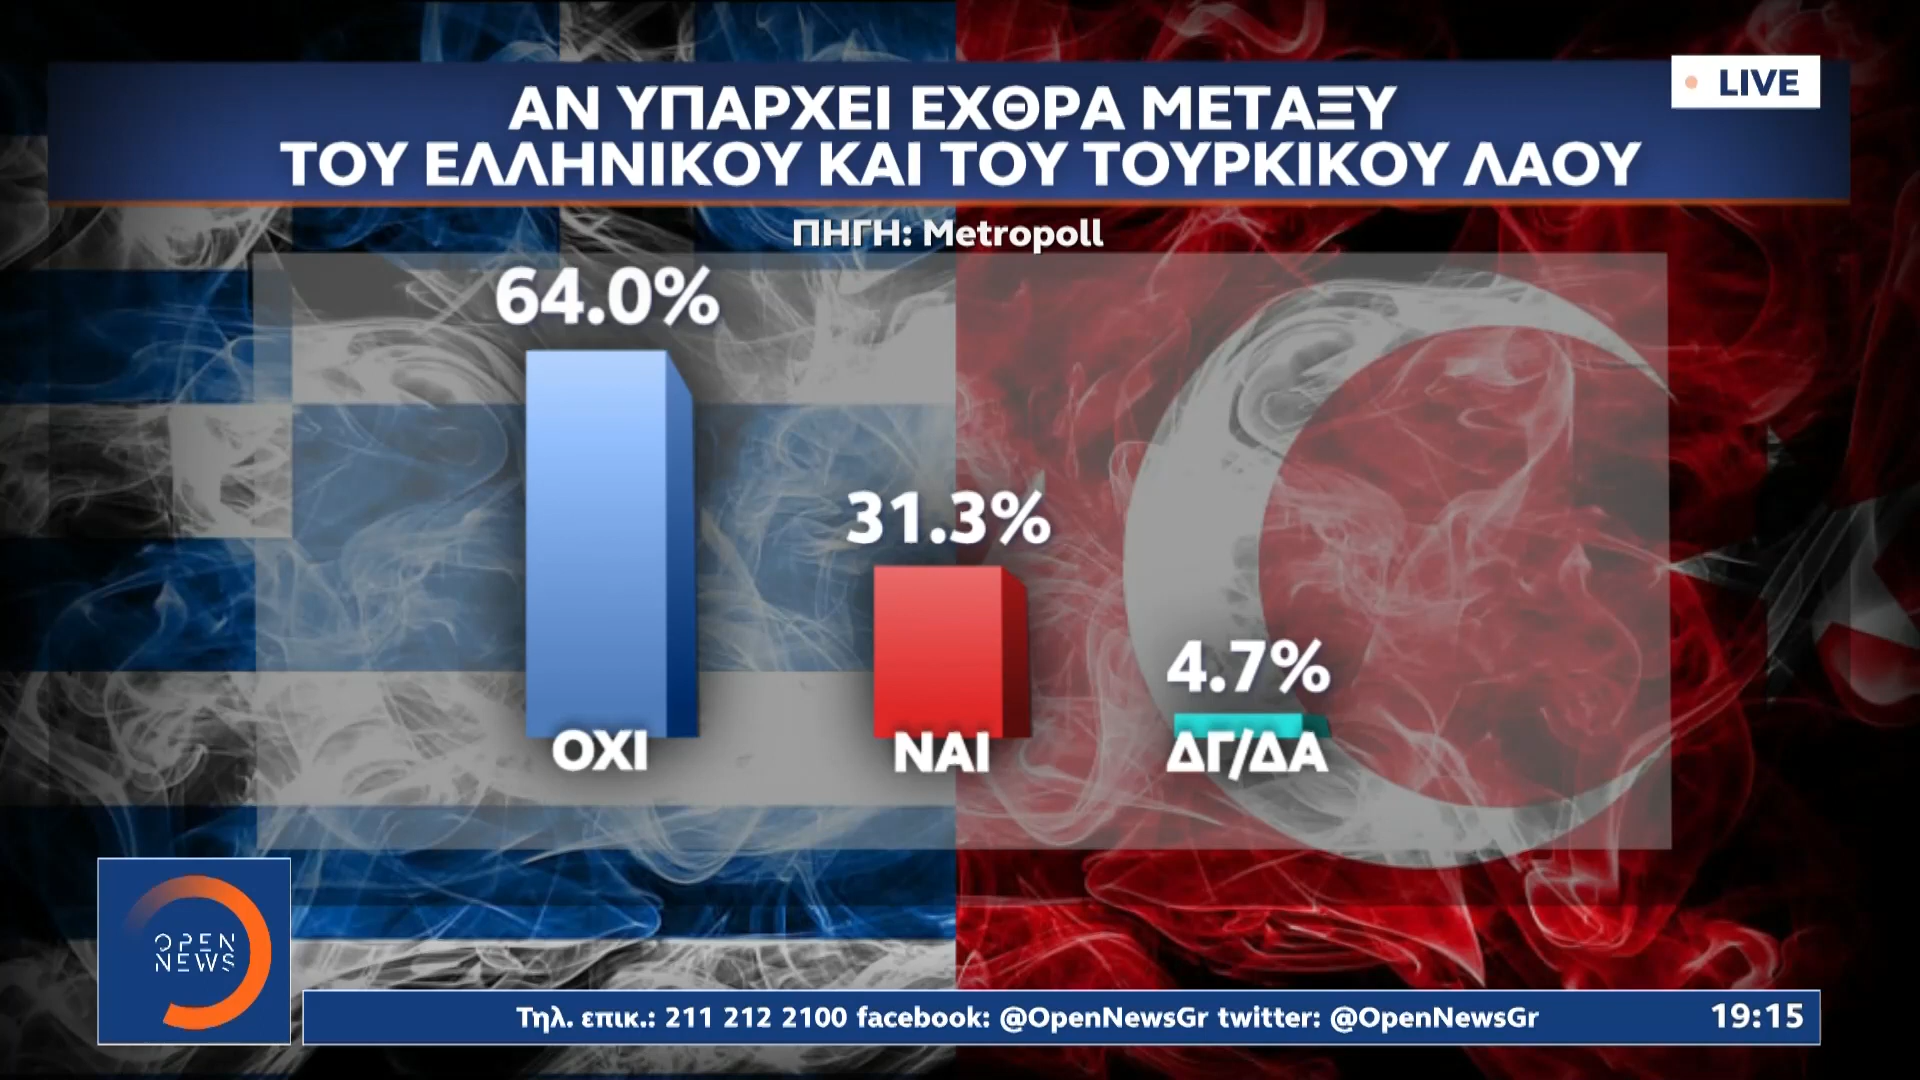 ΑΝ ΥΠΑΡΧΕΙ ΕΧΘΡΑ ΜΕΤΑΞΥ
ΤΟΥ ΕΛΛΗΝΙΚΟΥ ΚΑΙ ΤΟΥ ΤΟΥΡΚΙΚΟΥ ΛΑΟΥ
LIVE
ΠΗΓΗ: Metropoll
64.0%
31.3%
4.7%
ΟΧΙ
ΝΑΙ
ΔΓ/ΔΑ
OPEN
NEWS
Τηλ. επικ.: 211 212 2100 facebook: @OpenNewsGr twitter: @OpenNewsGr
19:15